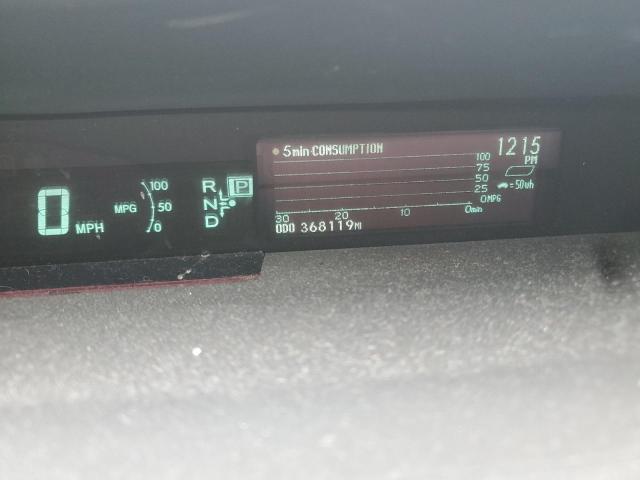 5min CONSUMPTION
1215
PM
100
75
50
25
0MPG
= 50wh
30 20 10 0min
ODO 368119MI
0 MPH
MPG
100
50
0
R P
N
D